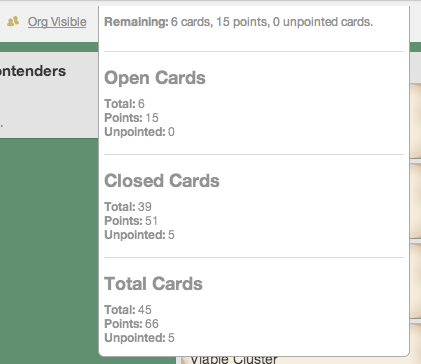 Org Visible
Remaining: 6 cards, 15 points, 0 unpointed cards.
ontenders
Open Cards
Total: 6
Points: 15
Unpointed: 0
.
Closed Cards
Total: 39
Points: 51
Unpointed: 5
Total Cards
Total: 45
Points: 66
Unpointed: 5
Viable Cluster